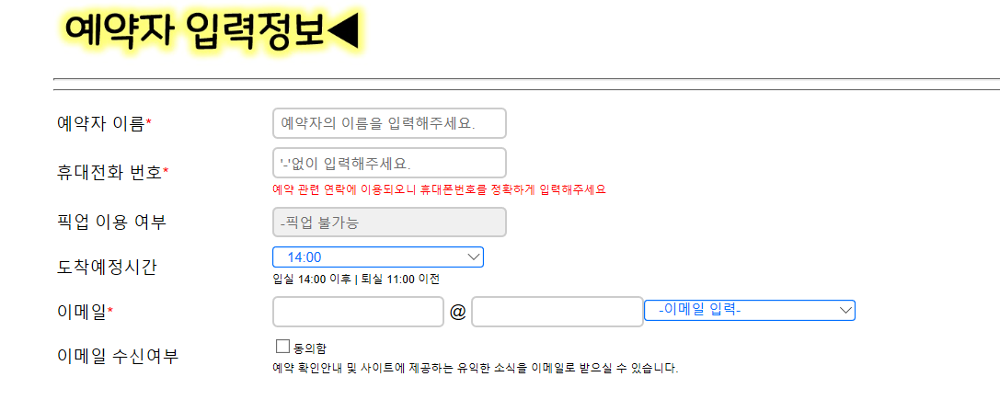 예약자 입력정보◀
예약자 이름* 예약자의 이름을 입력해주세요.
휴대전화 번호* '-'없이 입력해주세요.
예약 관련 연락에 이용되오니 휴대폰번호를 정확하게 입력해주세요
픽업 이용 여부 -픽업 불가능
도착예정시간 14:00
입실 14:00 이후 | 퇴실 11:00 이전
이메일* @ -이메일 입력-
이메일 수신여부 동의함
예약 확인안내 및 사이트에 제공하는 유익한 소식을 이메일로 받으실 수 있습니다.